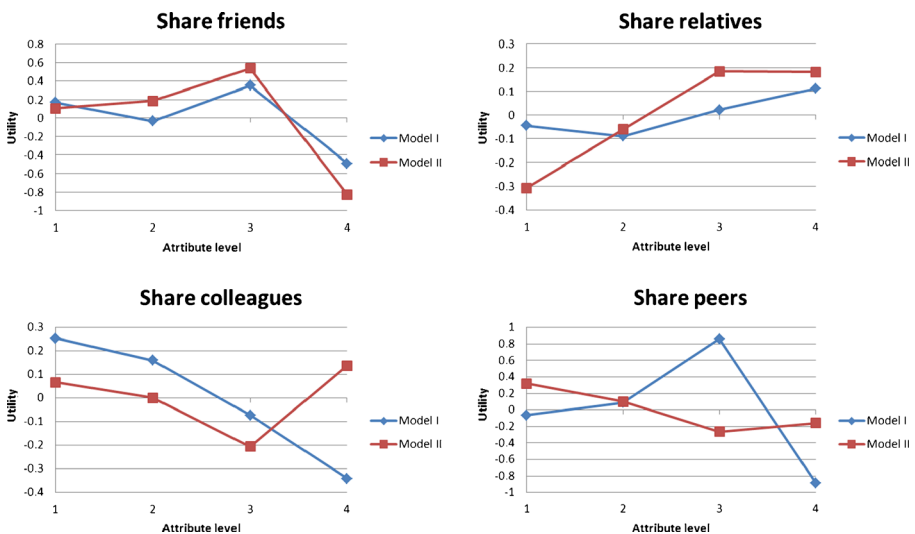 Share friends
0.8
0.6
0.4
0.2
0
-0.2
-0.4
-0.6
-0.8
-1
Utility
1 2 3 4
Atrtibute level
Model I
Model II
Share relatives
0.3
0.2
0.1
0
-0.1
-0.2
-0.3
-0.4
Utility
1 2 3 4
Attribute level
Model I
Model II
Share colleagues
0.3
0.2
0.1
0
-0.1
-0.2
-0.3
-0.4
Utility
1 2 3 4
Attribute level
Model I
Model II
Share peers
1
0.8
0.6
0.4
0.2
0
-0.2
-0.4
-0.6
-0.8
-1
Utility
1 2 3 4
Attribute level
Model I
Model II